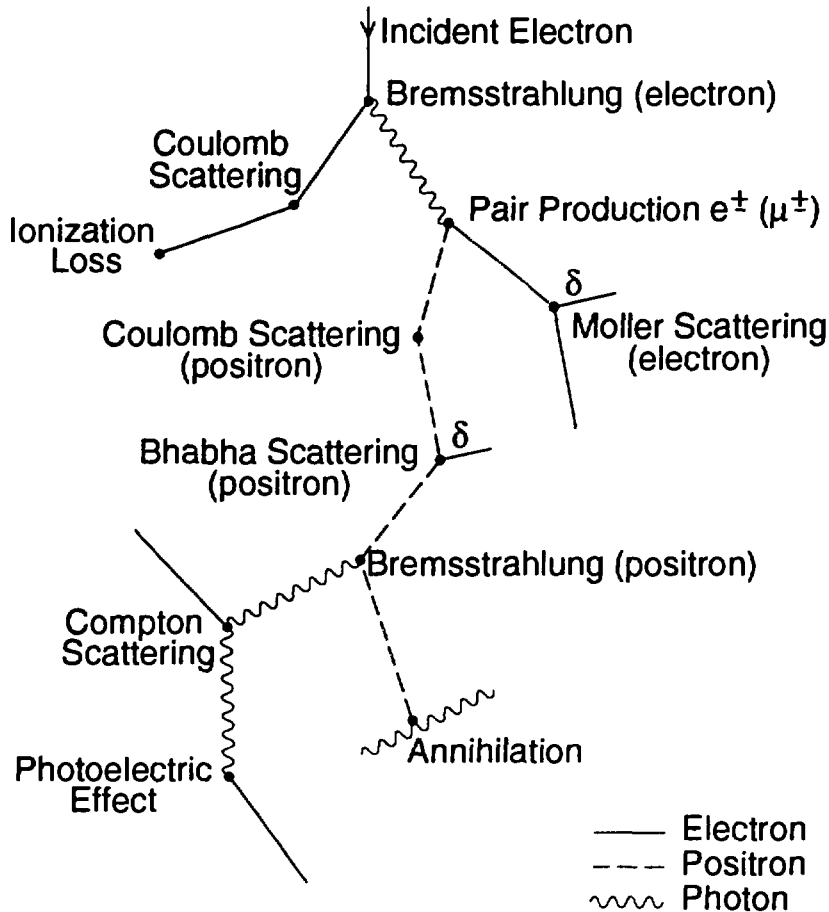 Incident Electron
Bremsstrahlung (electron)
Coulomb
Scattering
Pair Production e± (μ±)
Ionization
Loss
δ
Coulomb Scattering
(positron)
Moller Scattering
(electron)
δ
Bhabha Scattering
(positron)
Bremsstrahlung (positron)
Compton
Scattering
Annihilation
Photoelectric
Effect
Electron
Positron
Photon